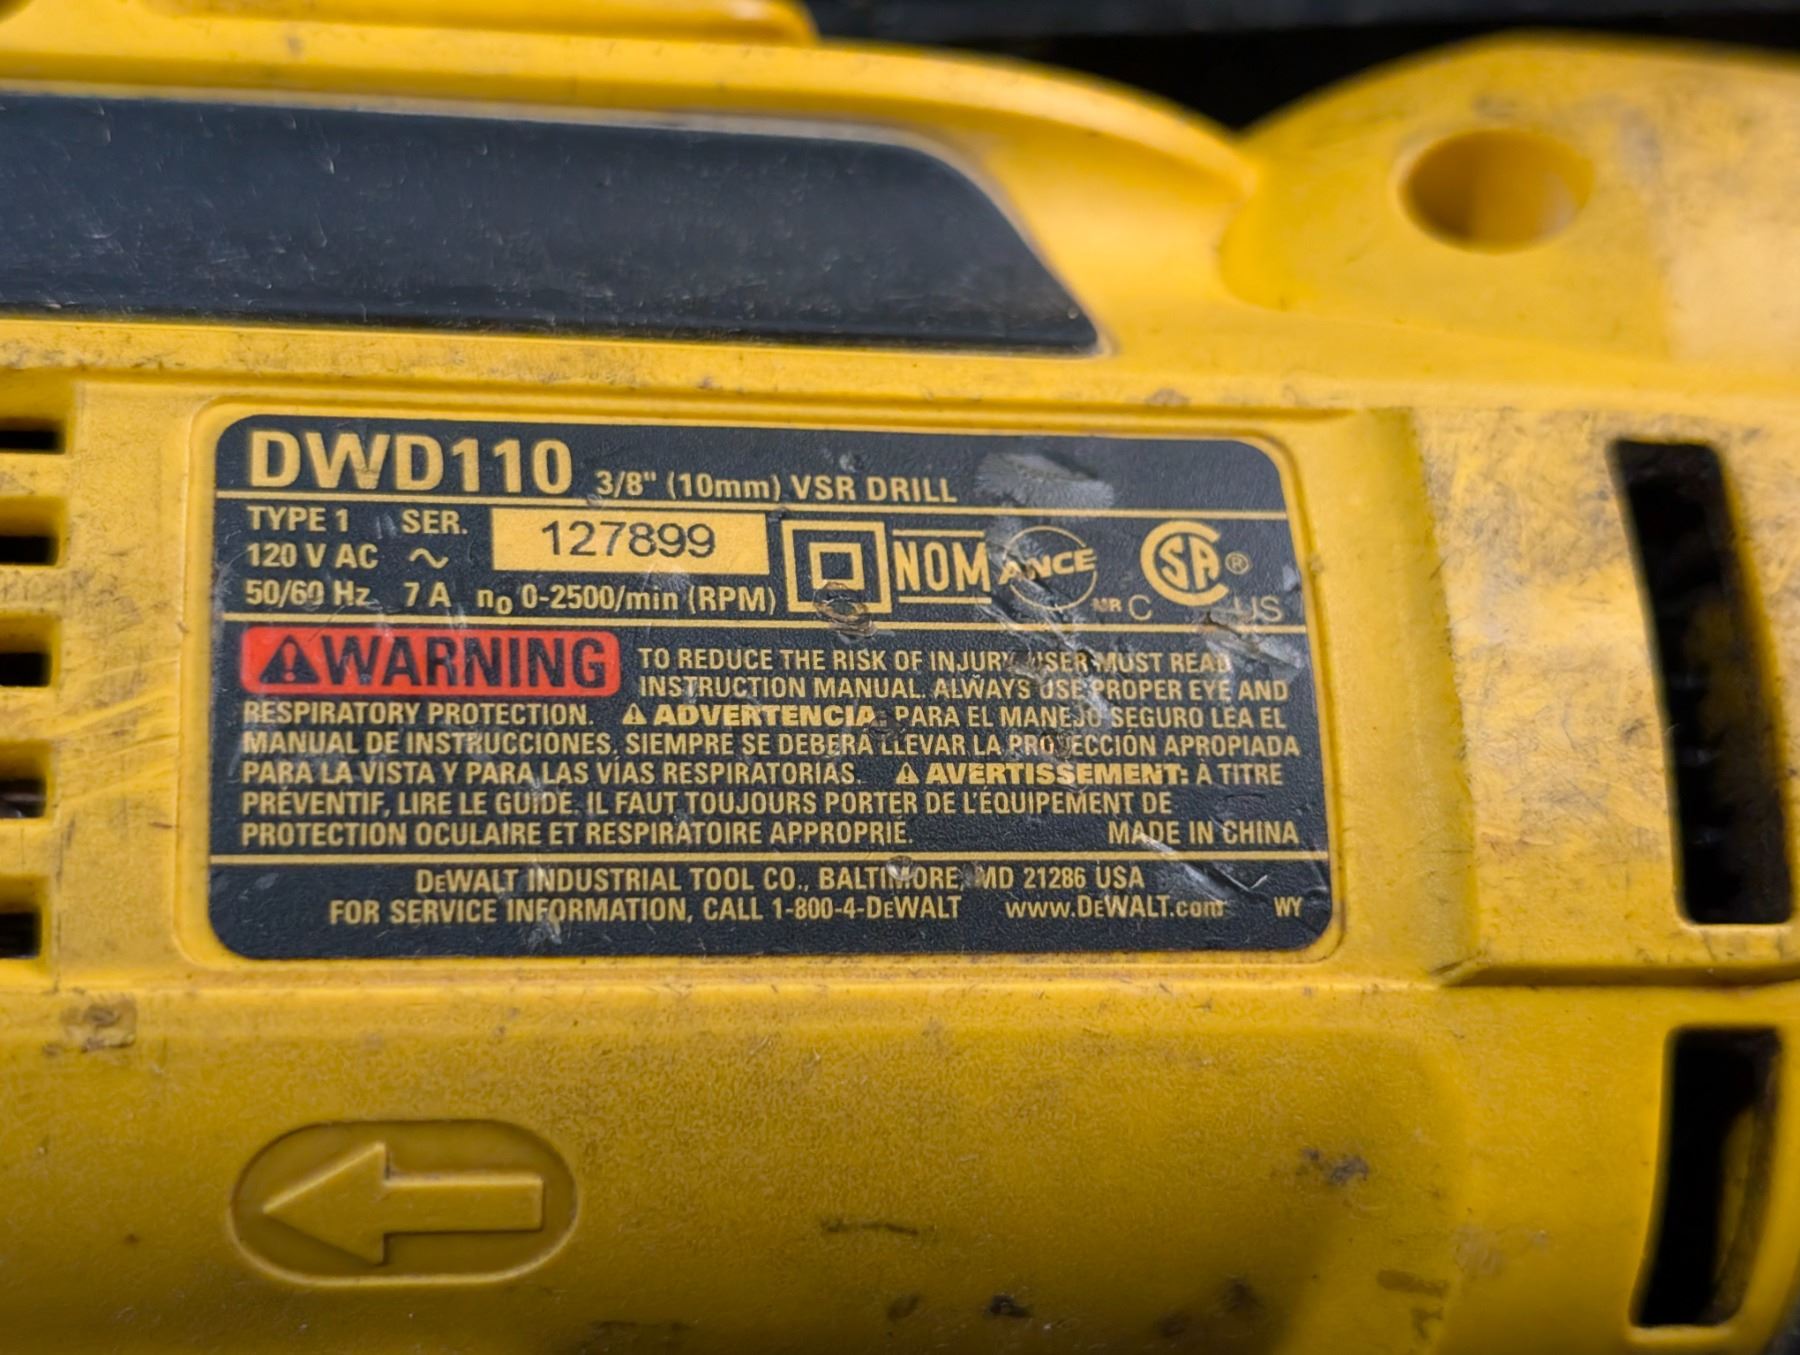 DWD110 3/8" (10mm) VSR DRILL
TYPE 1 SER. 127899
120 V AC ~
50/60 Hz 7 A n₀ 0-2500/min (RPM)
NOM ANCE CSA® MR C US
⚠WARNING TO REDUCE THE RISK OF INJURY USER MUST READ
INSTRUCTION MANUAL. ALWAYS USE PROPER EYE AND
RESPIRATORY PROTECTION. ⚠ADVERTENCIA PARA EL MANEJO SEGURO LEA EL
MANUAL DE INSTRUCCIONES. SIEMPRE SE DEBERÁ LLEVAR LA PROTECCIÓN APROPIADA
PARA LA VISTA Y PARA LAS VÍAS RESPIRATORIAS. ⚠AVERTISSEMENT: À TITRE
PRÉVENTIF, LIRE LE GUIDE. IL FAUT TOUJOURS PORTER DE L'ÉQUIPEMENT DE
PROTECTION OCULAIRE ET RESPIRATOIRE APPROPRIÉ. MADE IN CHINA
DEWALT INDUSTRIAL TOOL CO., BALTIMORE, MD 21286 USA
FOR SERVICE INFORMATION, CALL 1-800-4-DEWALT www.DEWALT.com WY